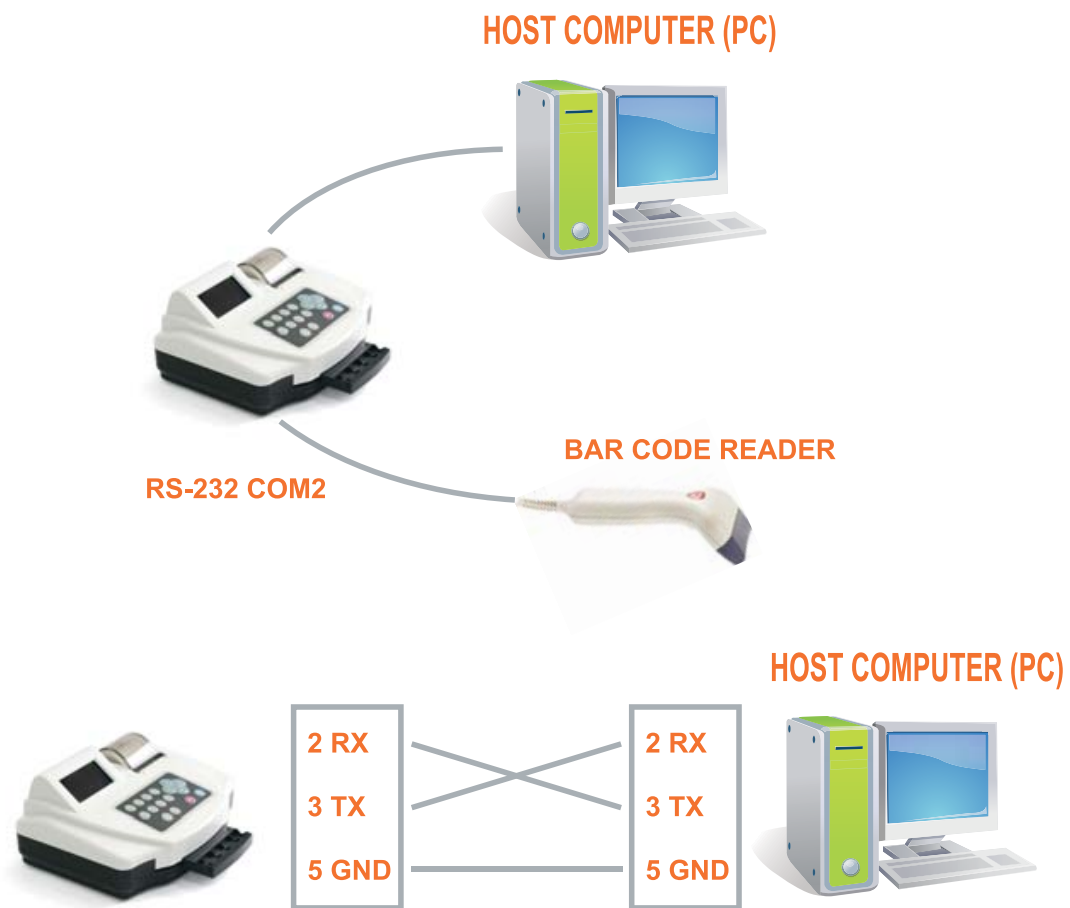 HOST COMPUTER (PC)
BAR CODE READER
RS-232 COM2
HOST COMPUTER (PC)
2 RX
2 RX
3 TX
3 TX
5 GND
5 GND